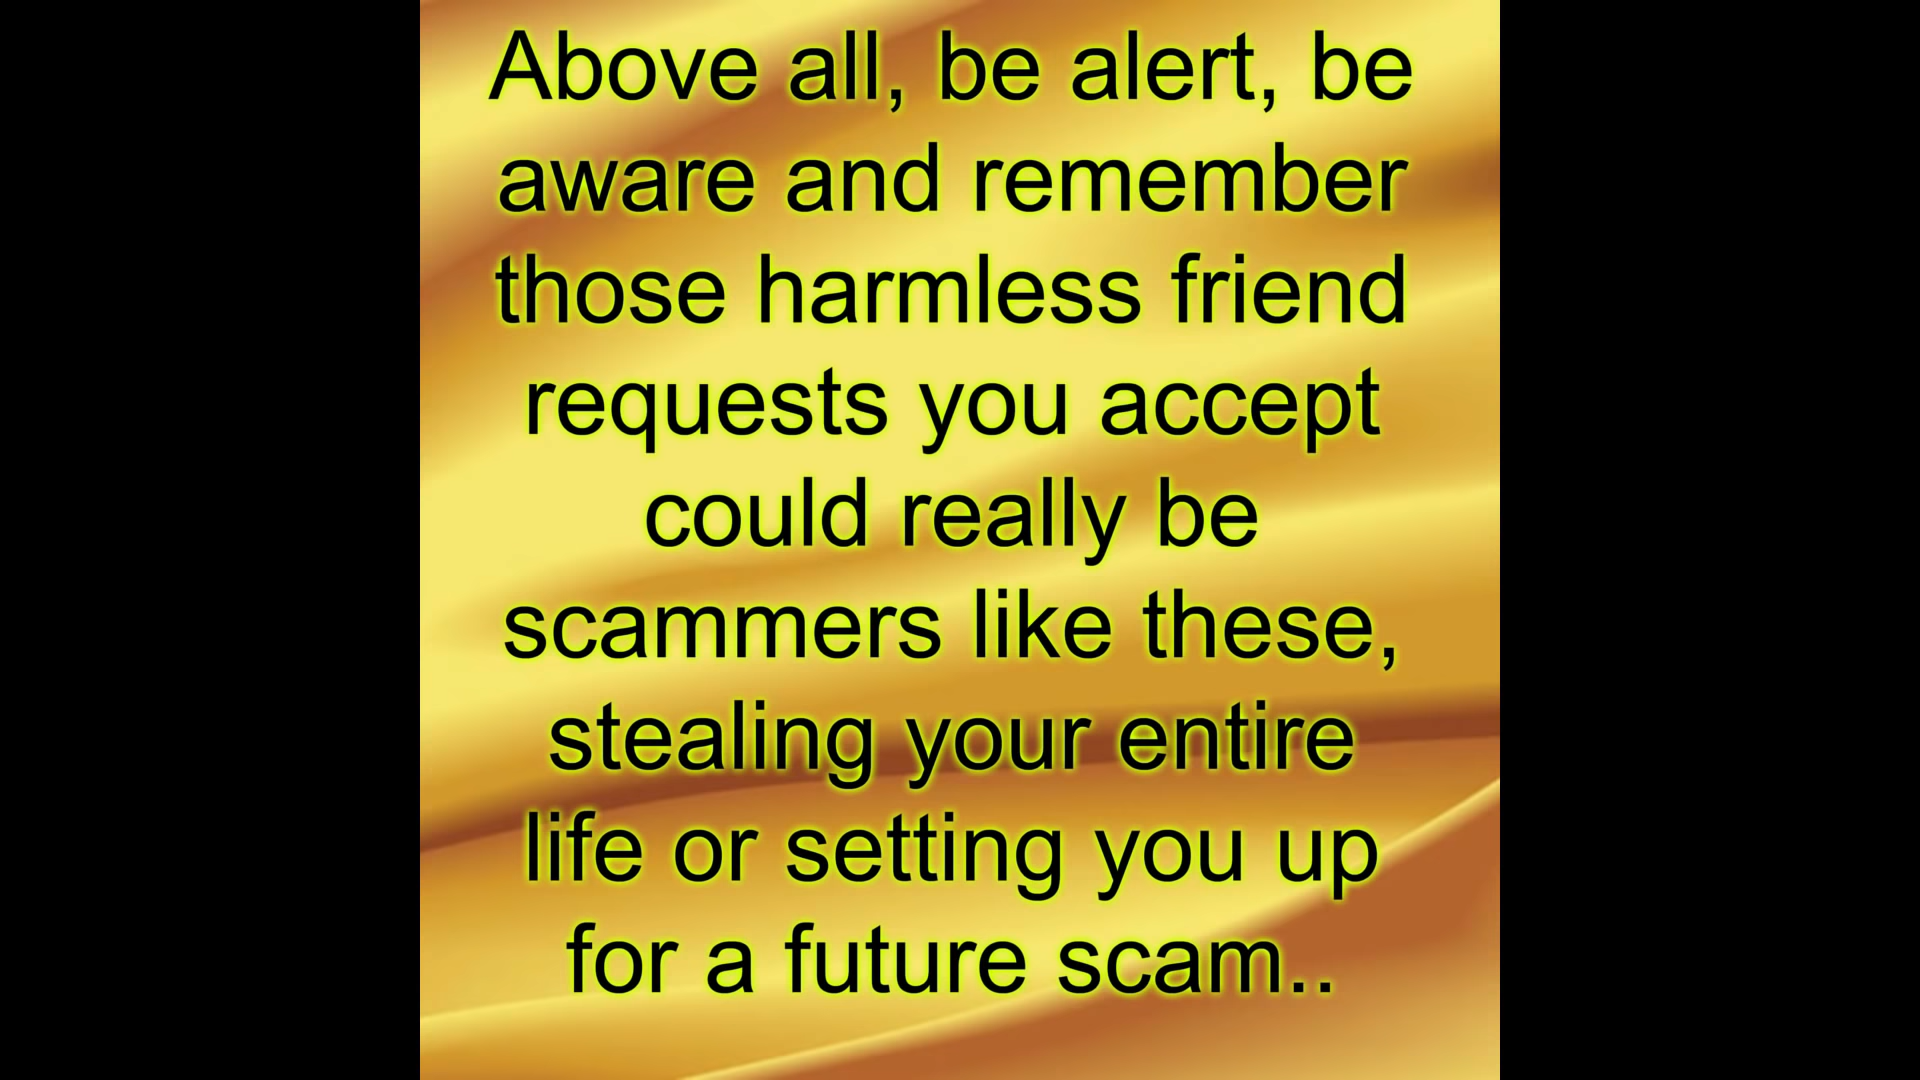 Above all, be alert, be
aware and remember
those harmless friend
requests you accept
could really be
scammers like these,
stealing your entire
life or setting you up
for a future scam..